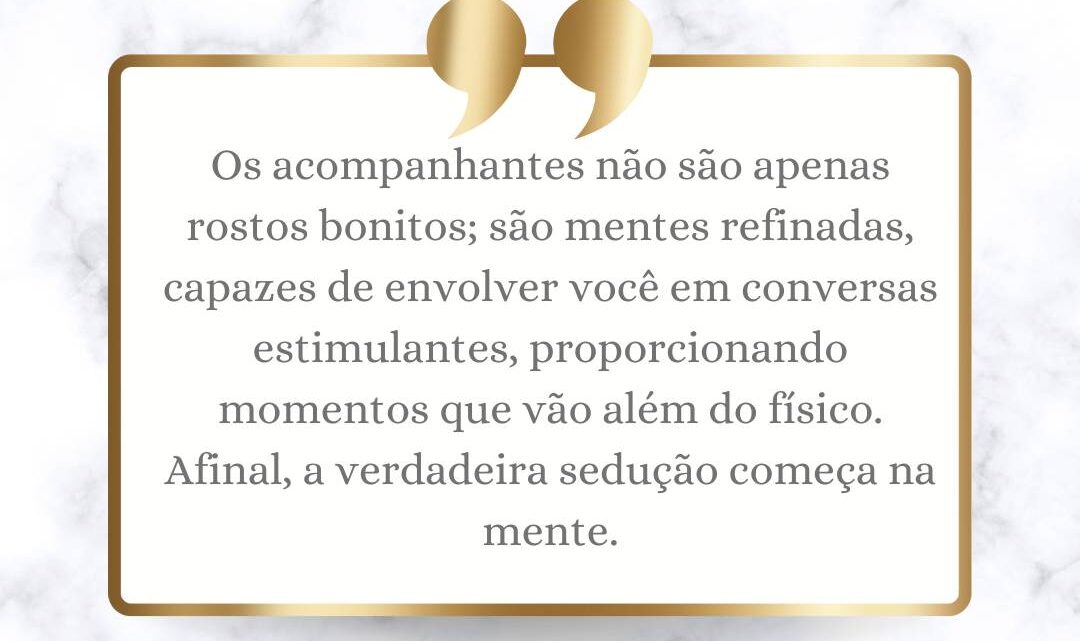 Os acompanhantes não são apenas
rostos bonitos; são mentes refinadas,
capazes de envolver você em conversas
estimulantes, proporcionando
momentos que vão além do físico.
Afinal, a verdadeira sedução começa na
mente.